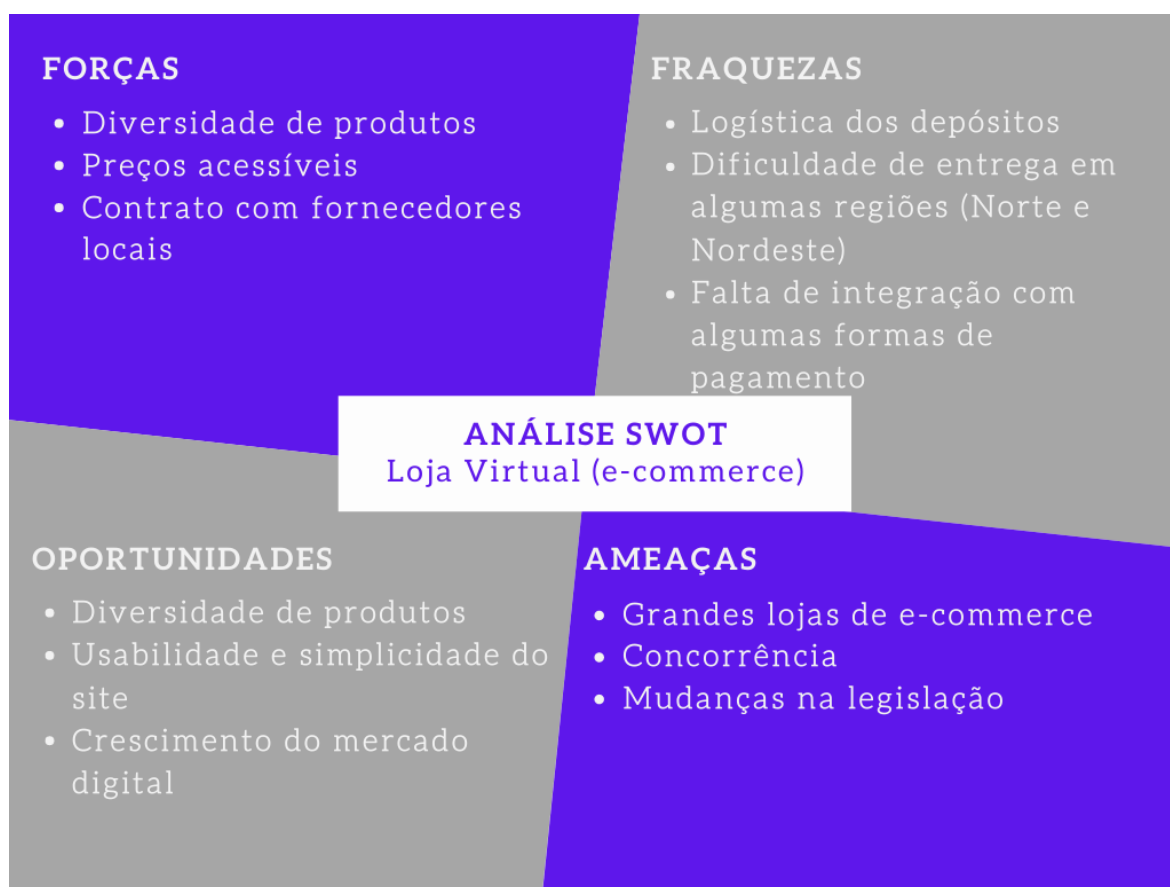 FORÇAS
• Diversidade de produtos
• Preços acessíveis
• Contrato com fornecedores
locais
FRAQUEZAS
• Logística dos depósitos
• Dificuldade de entrega em
algumas regiões (Norte e
Nordeste)
• Falta de integração com
algumas formas de
pagamento
ANÁLISE SWOT
Loja Virtual (e-commerce)
OPORTUNIDADES
• Diversidade de produtos
• Usabilidade e simplicidade do
site
• Crescimento do mercado
digital
AMEAÇAS
• Grandes lojas de e-commerce
• Concorrência
• Mudanças na legislação